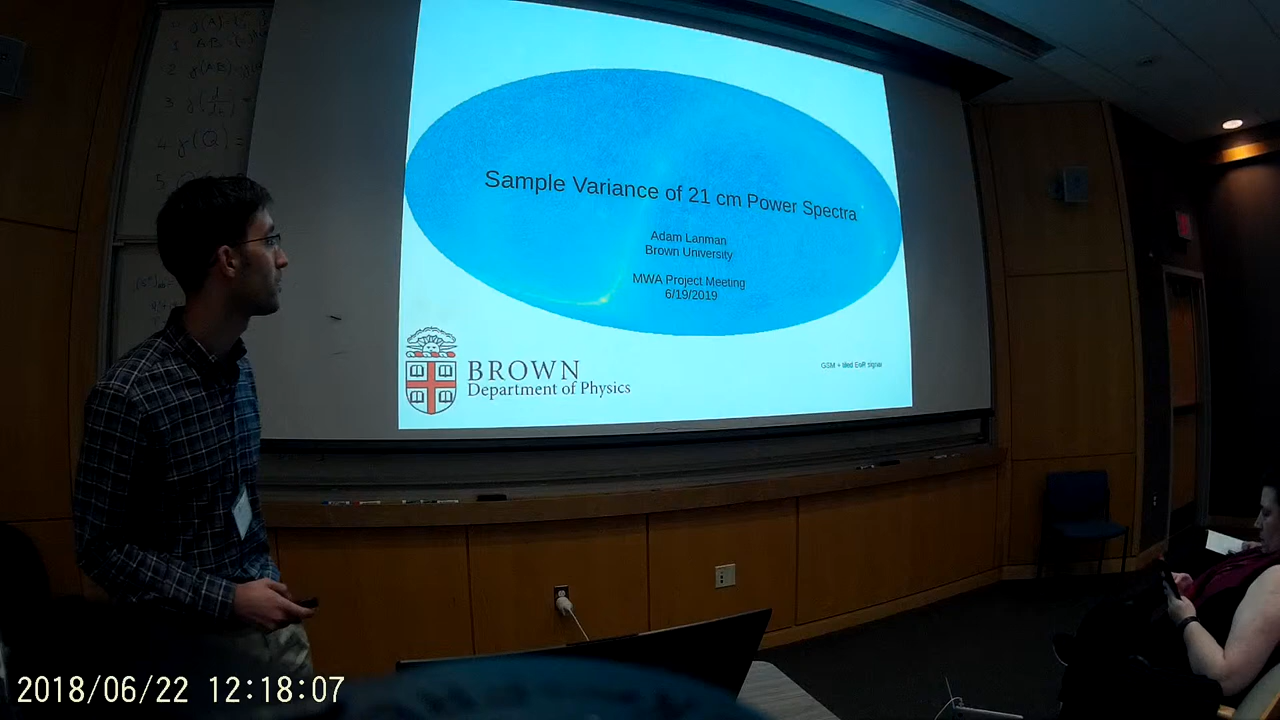 Sample Variance of 21 cm Power Spectra
Adam Lanman
Brown University
MWA Project Meeting
6/19/2019
GSM + tiled EoR signal
BROWN
Department of Physics
2018/06/22 12:18:07